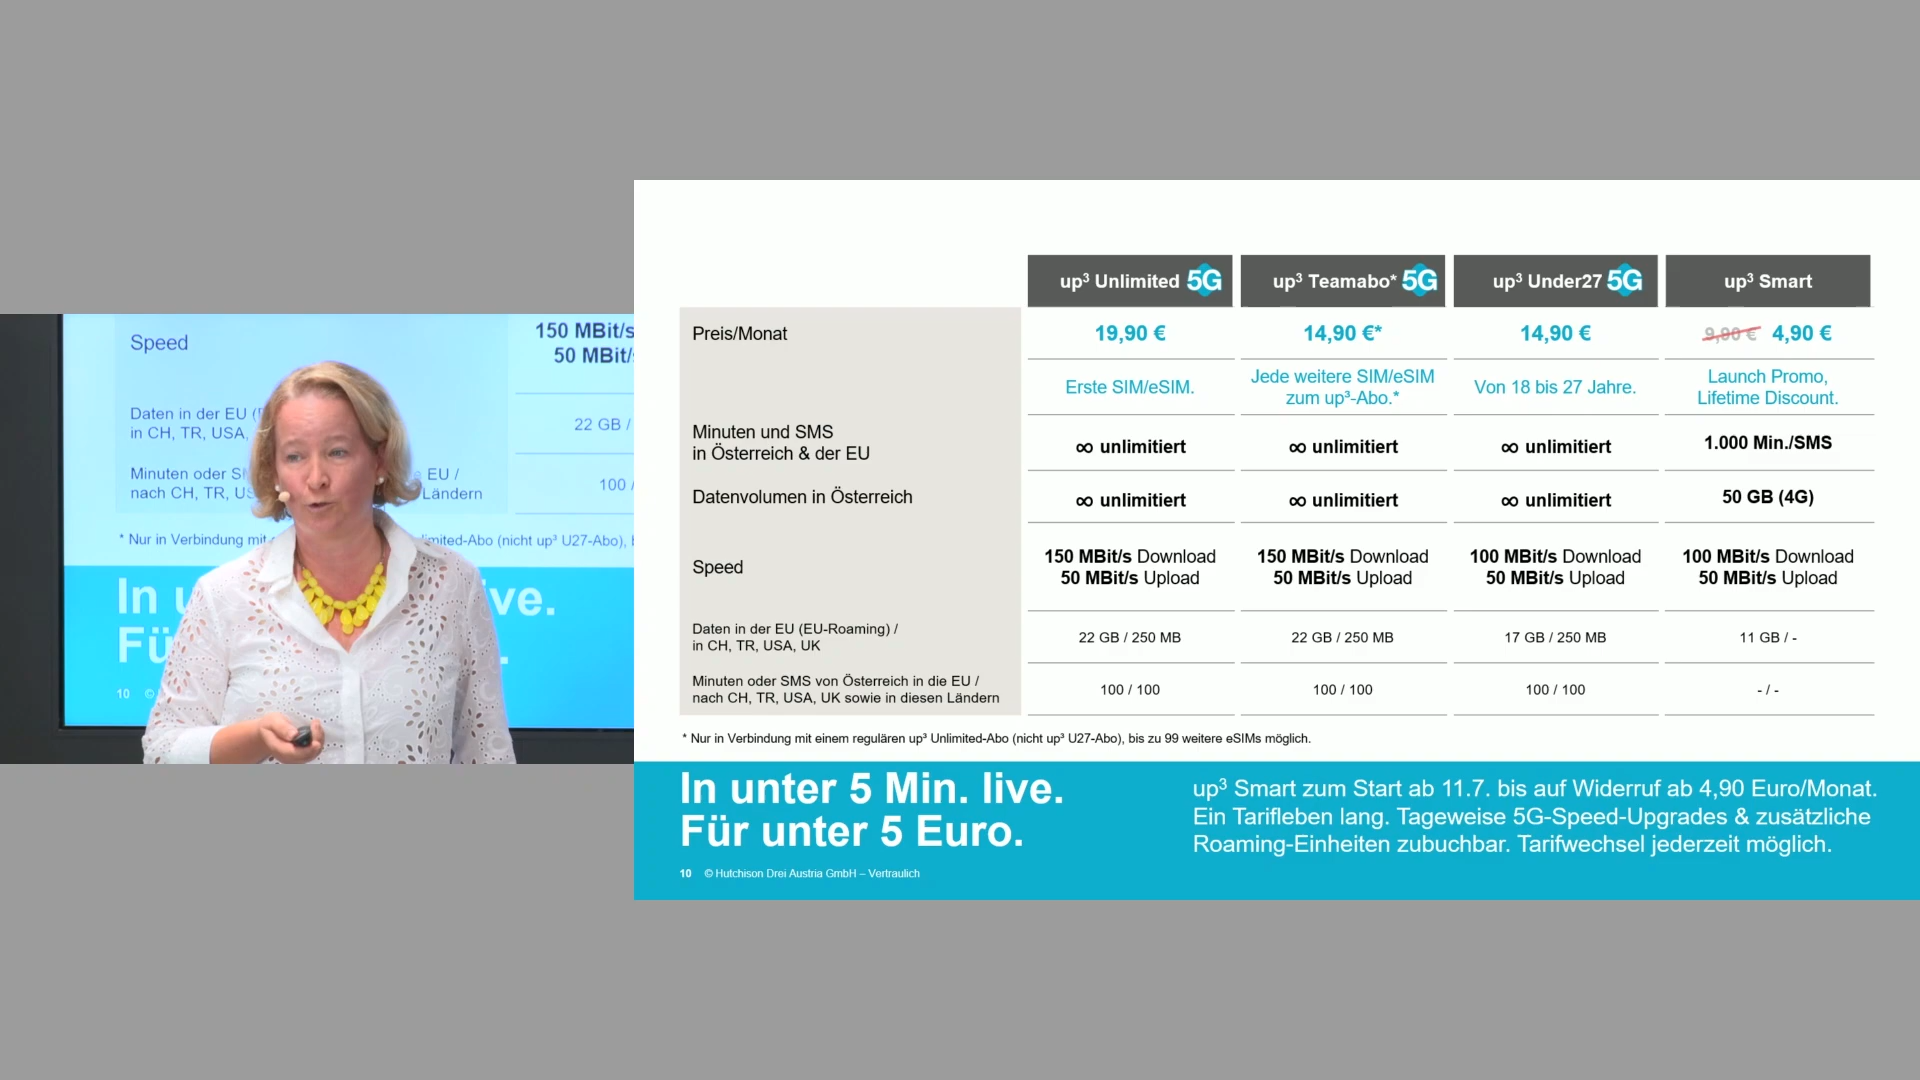 Speed
150 MBit/s
50 MBit/
Daten in der EU (
in CH, TR, USA,
22 GB /
Minuten oder
EU /
nach CH, TR,
Ländern
100 /
* Nur in Verbindung mit
(nicht up³ U27-Abo),
In
ve.
Fü
10 ©
up³ Unlimited 5G
up³ Teamabo* 5G
up³ Under27 5G
up³ Smart
Preis/Monat
19,90 €
14,90 €*
14,90 €
9,90 € 4,90 €
Erste SIM/eSIM.
Jede weitere SIM/eSIM
zum up³-Abo.*
Von 18 bis 27 Jahre.
Launch Promo,
Lifetime Discount.
Minuten und SMS
in Österreich & der EU
∞ unlimitiert
∞ unlimitiert
∞ unlimitiert
1.000 Min./SMS
Datenvolumen in Österreich
∞ unlimitiert
∞ unlimitiert
∞ unlimitiert
50 GB (4G)
Speed
150 MBit/s Download
50 MBit/s Upload
150 MBit/s Download
50 MBit/s Upload
100 MBit/s Download
50 MBit/s Upload
100 MBit/s Download
50 MBit/s Upload
Daten in der EU (EU-Roaming) /
in CH, TR, USA, UK
22 GB / 250 MB
22 GB / 250 MB
17 GB / 250 MB
11 GB / -
Minuten oder SMS von Österreich in die EU /
nach CH, TR, USA, UK sowie in diesen Ländern
100 / 100
100 / 100
100 / 100
- / -
* Nur in Verbindung mit einem regulären up³ Unlimited-Abo (nicht up³ U27-Abo), bis zu 99 weitere eSIMs möglich.
In unter 5 Min. live.
Für unter 5 Euro.
up³ Smart zum Start ab 11.7. bis auf Widerruf ab 4,90 Euro/Monat.
Ein Tarifleben lang. Tageweise 5G-Speed-Upgrades & zusätzliche
Roaming-Einheiten zubuchbar. Tarifwechsel jederzeit möglich.
10 © Hutchison Drei Austria GmbH – Vertraulich